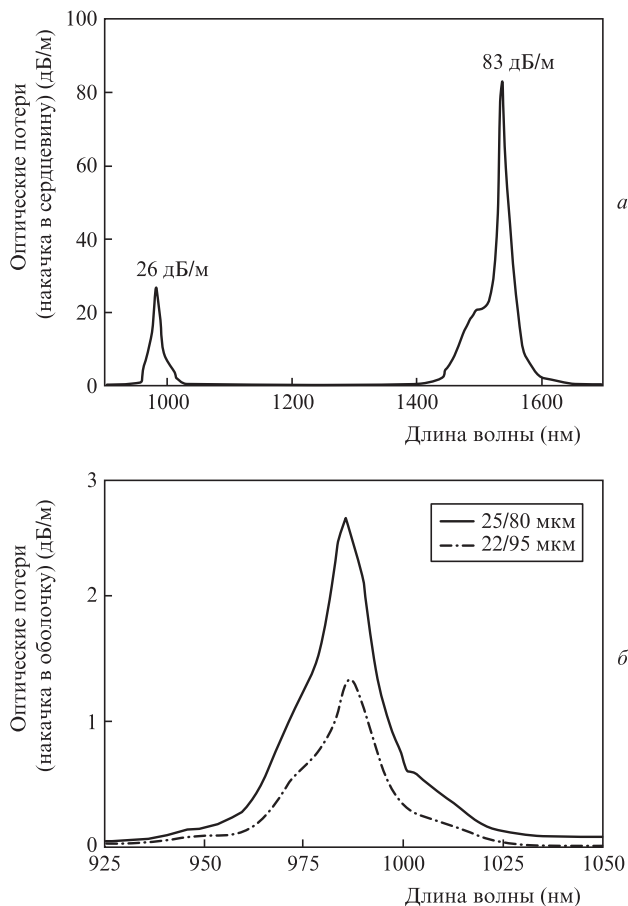 Оптические потери
(накачка в сердцевину) (дБ/м)
100
80
60
40
20
0
26 дБ/м
83 дБ/м
1000
1200
1400
1600
Длина волны (нм)
а
Оптические потери
(накачка в оболочку) (дБ/м)
3
2
1
0
25/80 мкм
22/95 мкм
925
950
975
1000
1025
1050
Длина волны (нм)
б